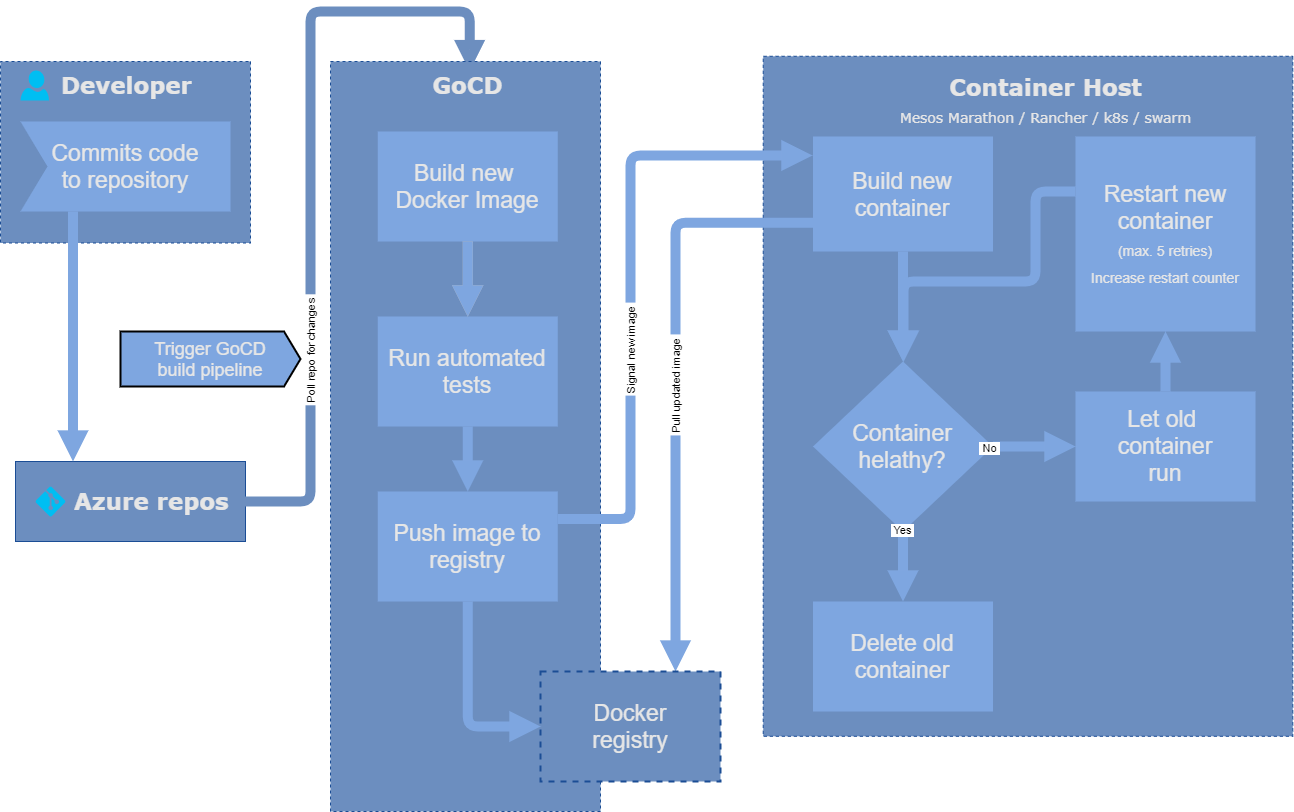 Developer
Commits code
to repository
Trigger GoCD
build pipeline
Azure repos
Poll repo for changes
GoCD
Build new
Docker Image
Run automated
tests
Push image to
registry
Docker
registry
Signal new image
Pull updated image
Container Host
Mesos Marathon / Rancher / k8s / swarm
Build new
container
Restart new
container
(max. 5 retries)
Increase restart counter
Container
helathy?
No
Let old
container
run
Yes
Delete old
container